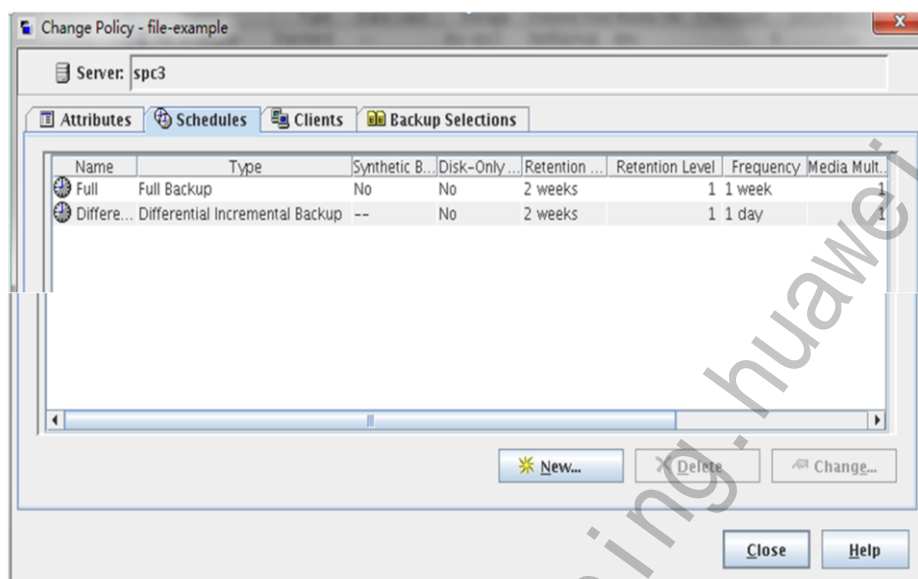 Change Policy - file-example
Server: spc3
Attributes Schedules Clients Backup Selections
Name Type Synthetic B... Disk-Only ... Retention ... Retention Level Frequency Media Mult..
Full Full Backup No No 2 weeks 1 1 week 1
Differe... Differential Incremental Backup -- No 2 weeks 1 1 day 1
New... Delete Change...
Close Help
ing.huawei